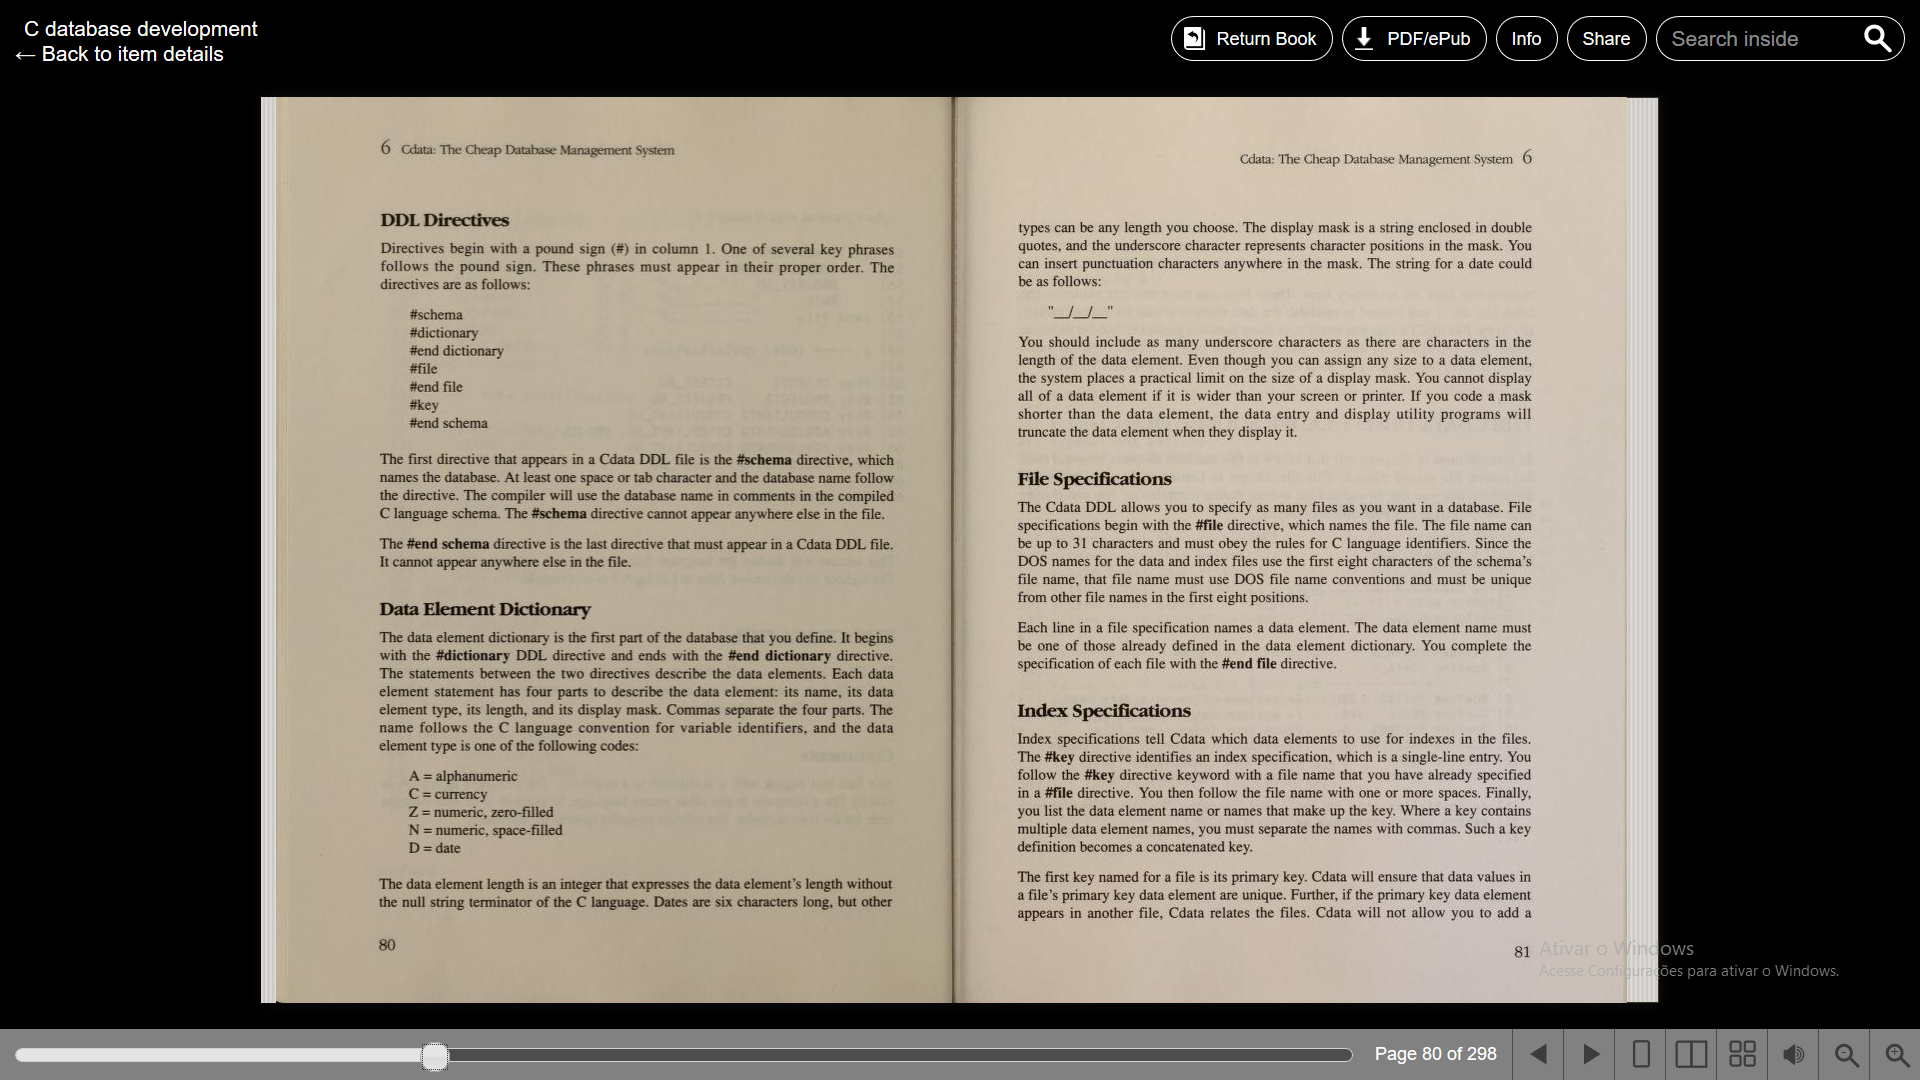 C database development
← Back to item details
Return Book
PDF/ePub
Info
Share
Search inside
6 Cdata: The Cheap Database Management System
DDL Directives
Directives begin with a pound sign (#) in column 1. One of several key phrases
follows the pound sign. These phrases must appear in their proper order. The
directives are as follows:
#schema
#dictionary
#end dictionary
#file
#end file
#key
#end schema
The first directive that appears in a Cdata DDL file is the #schema directive, which
names the database. At least one space or tab character and the database name follow
the directive. The compiler will use the database name in comments in the compiled
C language schema. The #schema directive cannot appear anywhere else in the file.
The #end schema directive is the last directive that must appear in a Cdata DDL file.
It cannot appear anywhere else in the file.
Data Element Dictionary
The data element dictionary is the first part of the database that you define. It begins
with the #dictionary DDL directive and ends with the #end dictionary directive.
The statements between the two directives describe the data elements. Each data
element statement has four parts to describe the data element: its name, its data
element type, its length, and its display mask. Commas separate the four parts. The
name follows the C language convention for variable identifiers, and the data
element type is one of the following codes:
A = alphanumeric
C = currency
Z = numeric, zero-filled
N = numeric, space-filled
D = date
The data element length is an integer that expresses the data element's length without
the null string terminator of the C language. Dates are six characters long, but other
80
Cdata: The Cheap Database Management System 6
types can be any length you choose. The display mask is a string enclosed in double
quotes, and the underscore character represents character positions in the mask. You
can insert punctuation characters anywhere in the mask. The string for a date could
be as follows:
"__/__/__"
You should include as many underscore characters as there are characters in the
length of the data element. Even though you can assign any size to a data element,
the system places a practical limit on the size of a display mask. You cannot display
all of a data element if it is wider than your screen or printer. If you code a mask
shorter than the data element, the data entry and display utility programs will
truncate the data element when they display it.
File Specifications
The Cdata DDL allows you to specify as many files as you want in a database. File
specifications begin with the #file directive, which names the file. The file name can
be up to 31 characters and must obey the rules for C language identifiers. Since the
DOS names for the data and index files use the first eight characters of the schema's
file name, that file name must use DOS file name conventions and must be unique
from other file names in the first eight positions.
Each line in a file specification names a data element. The data element name must
be one of those already defined in the data element dictionary. You complete the
specification of each file with the #end file directive.
Index Specifications
Index specifications tell Cdata which data elements to use for indexes in the files.
The #key directive identifies an index specification, which is a single-line entry. You
follow the #key directive keyword with a file name that you have already specified
in a #file directive. You then follow the file name with one or more spaces. Finally,
you list the data element name or names that make up the key. Where a key contains
multiple data element names, you must separate the names with commas. Such a key
definition becomes a concatenated key.
The first key named for a file is its primary key. Cdata will ensure that data values in
a file's primary key data element are unique. Further, if the primary key data element
appears in another file, Cdata relates the files. Cdata will not allow you to add a
81
Ativar o Windows
Acesse Configurações para ativar o Windows.
Page 80 of 298